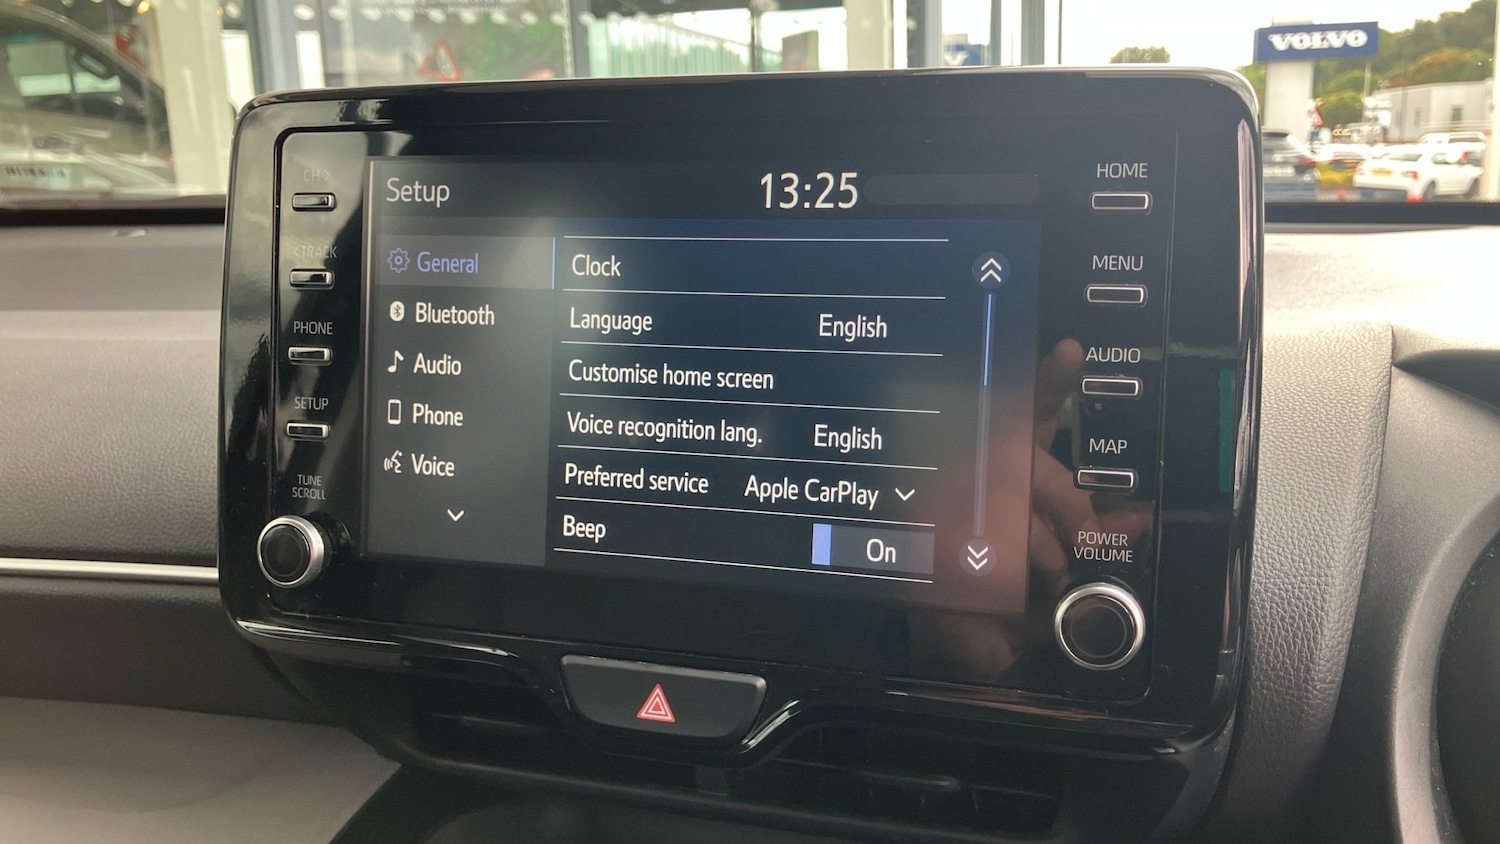 VOLVO
CH >
< TRACK
PHONE
SETUP
TUNE
SCROLL
Setup
13:25
General
Bluetooth
Audio
Phone
Voice
Clock
Language English
Customise home screen
Voice recognition lang. English
Preferred service Apple CarPlay
Beep On
HOME
MENU
AUDIO
MAP
POWER
VOLUME